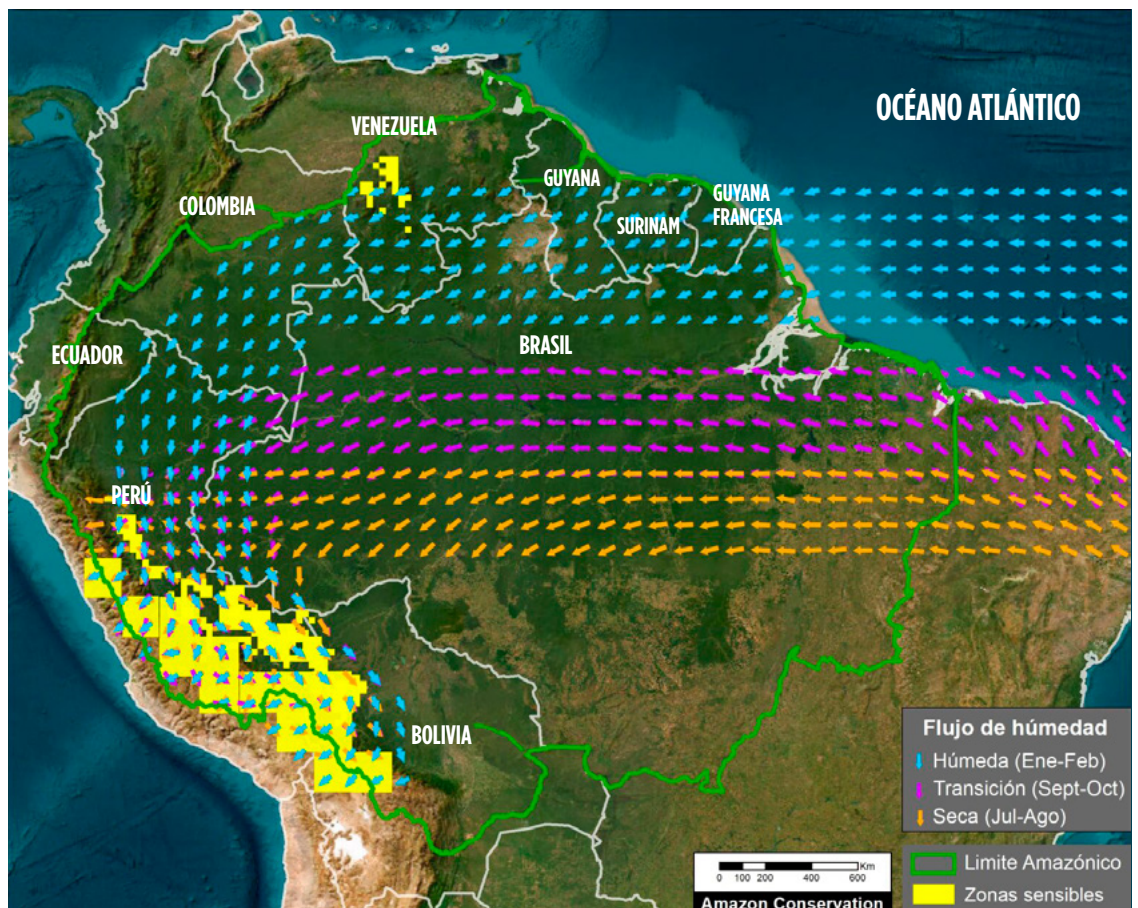 OCÉANO ATLÁNTICO
VENEZUELA
GUYANA
COLOMBIA
GUYANA
FRANCESA
SURINAM
BRASIL
ECUADOR
PERÚ
BOLIVIA
Flujo de húmedad
Húmeda (Ene-Feb)
Transición (Sept-Oct)
Seca (Jul-Ago)
Km
0 100 200 400 600
Amazon Conservation
Limite Amazónico
Zonas sensibles